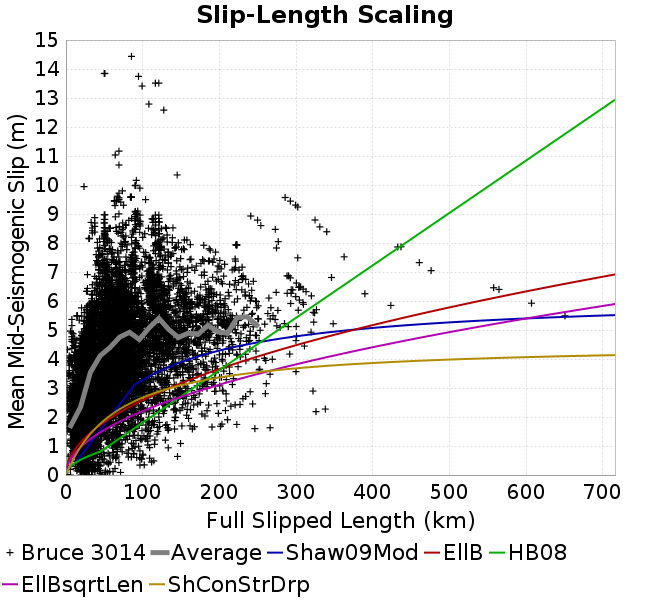 Slip-Length Scaling
Mean Mid-Seismogenic Slip (m)
15
14
13
12
11
10
9
8
7
6
5
4
3
2
1
0
0 100 200 300 400 500 600 700
Full Slipped Length (km)
Bruce 3014 Average Shaw09Mod EllB HB08
EllBsqrtLen ShConStrDrp